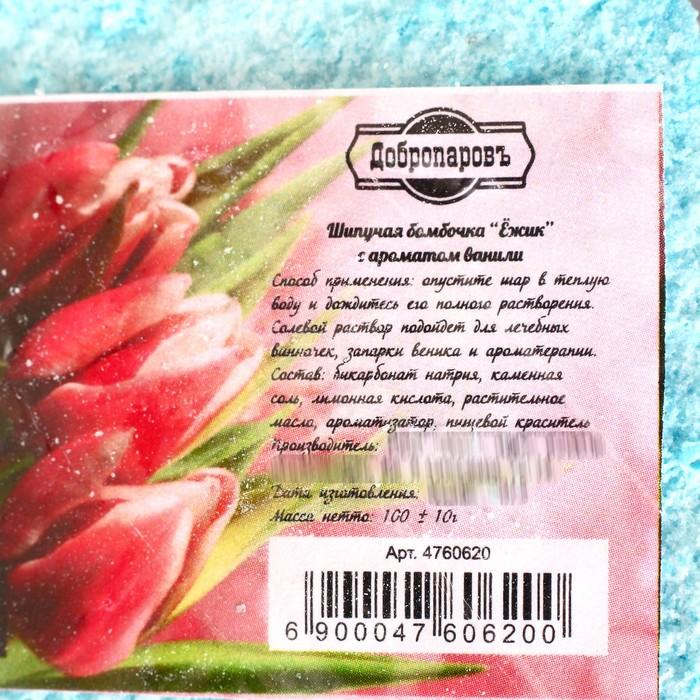 Добропаровъ
Шипучая бомбочка "Ёжик"
с ароматом ванили
Способ применения: опустите шар в теплую
воду и дождитесь его полного растворения.
Солевой раствор подойдет для лечебных
ванночек, запарки веника и ароматерапии.
Состав: бикарбонат натрия, каменная
соль, лимонная кислота, растительное
масло, ароматизатор, пищевой краситель
Производитель:
Дата изготовления:
Масса нетто: 100 ± 10г
Арт. 4760620
6 900047 606200